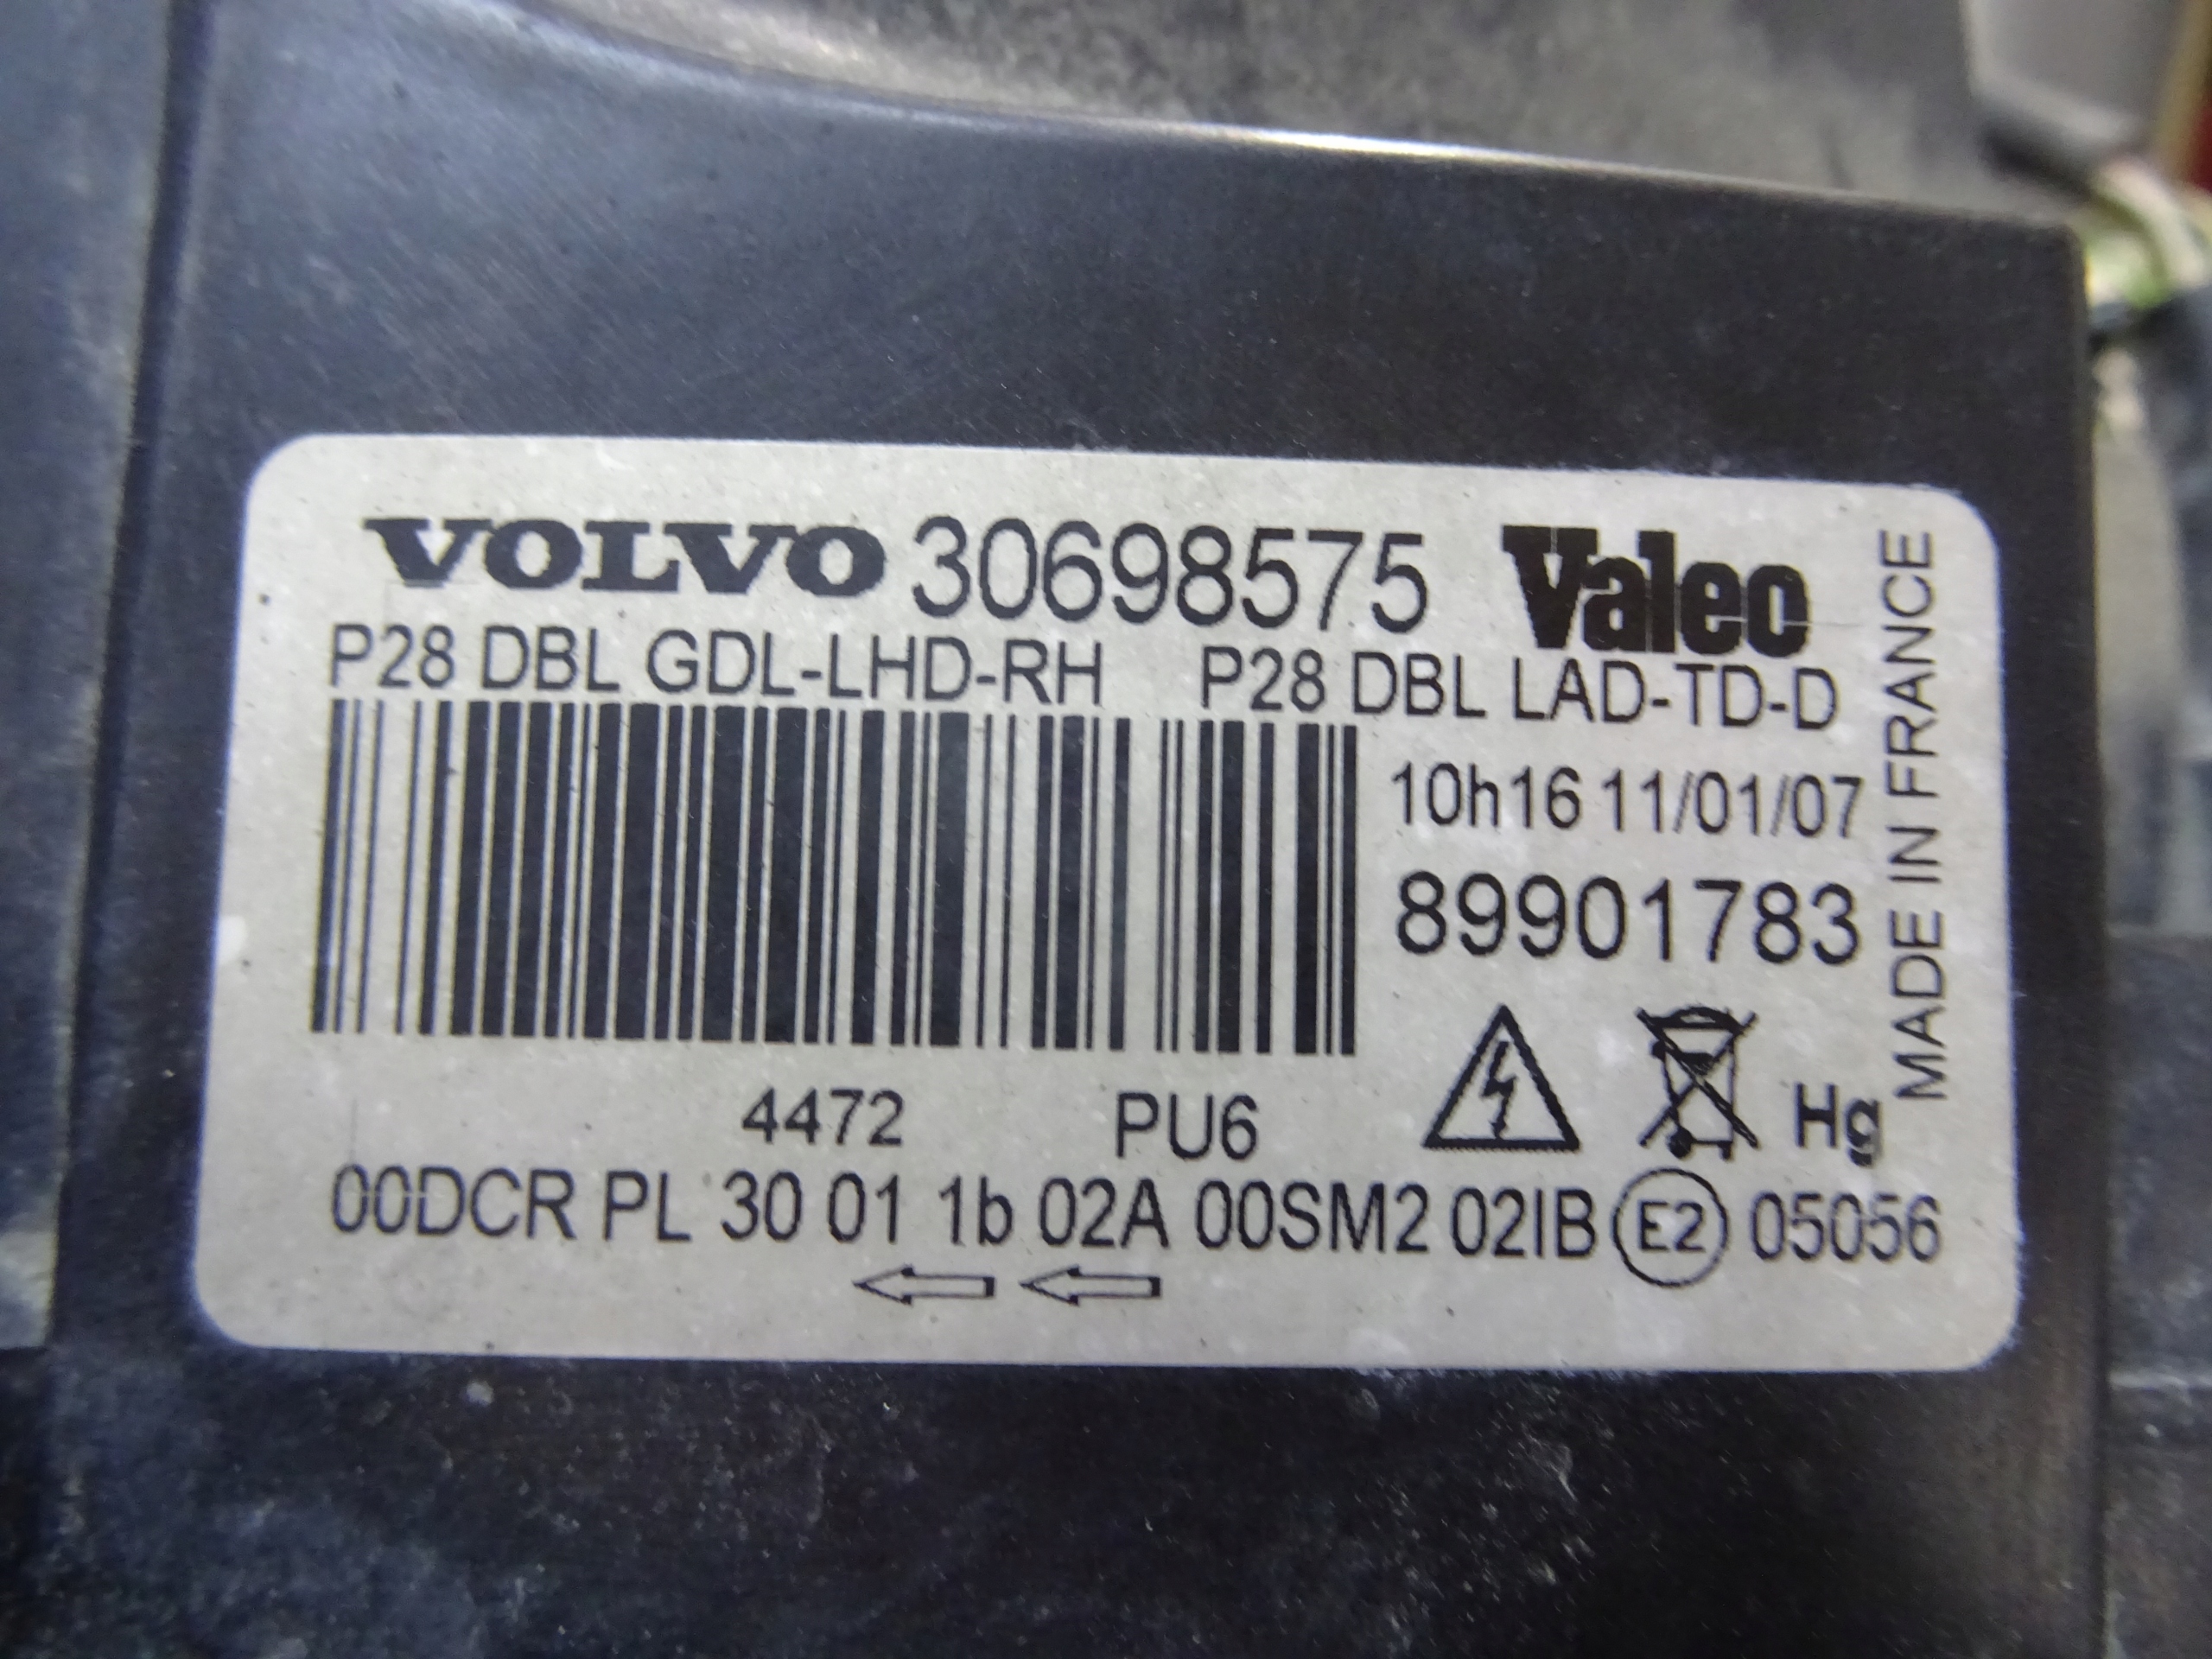 VOLVO 30698575 Valeo
P28 DBL GDL-LHD-RH P28 DBL LAD-TD-D
10h16 11/01/07
89901783
MADE IN FRANCE
4472 PU6 Hg
00DCR PL 30 01 1b 02A 00SM2 02IB E2 05056